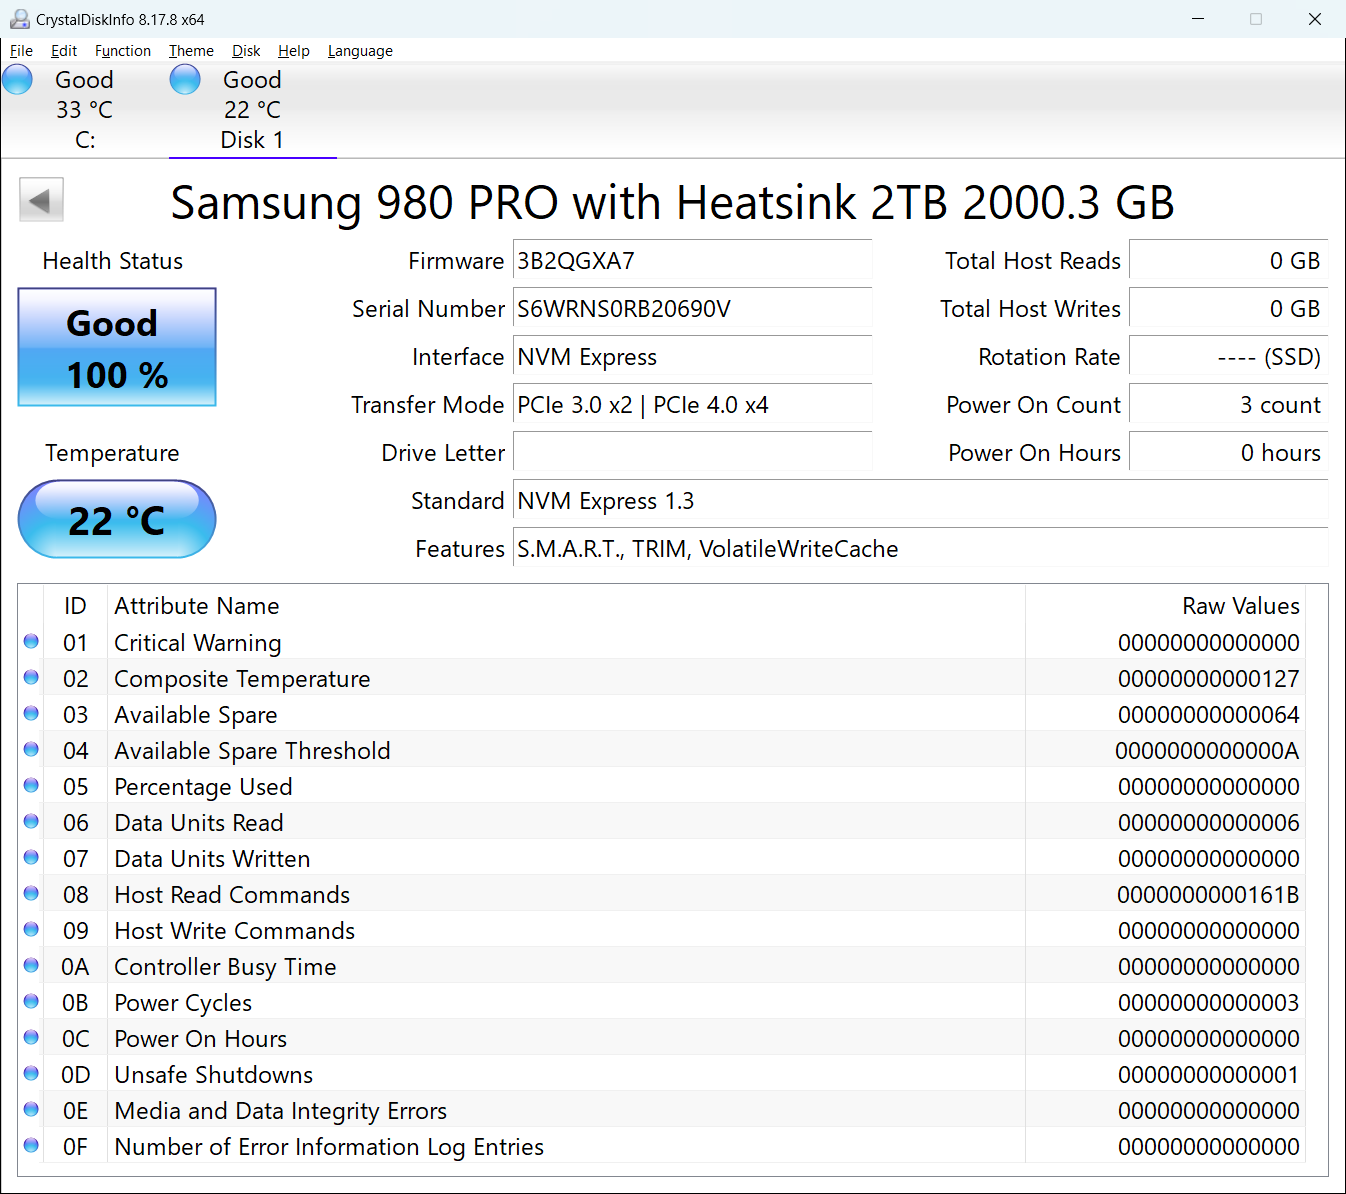 CrystalDiskInfo 8.17.8 x64
File Edit Function Theme Disk Help Language
Good Good
33 °C 22 °C
C: Disk 1
Samsung 980 PRO with Heatsink 2TB 2000.3 GB
Health Status
Good
100 %
Temperature
22 °C
Firmware 3B2QGXA7
Serial Number S6WRNS0RB20690V
Interface NVM Express
Transfer Mode PCIe 3.0 x2 | PCIe 4.0 x4
Drive Letter
Standard NVM Express 1.3
Features S.M.A.R.T., TRIM, VolatileWriteCache
Total Host Reads 0 GB
Total Host Writes 0 GB
Rotation Rate ---- (SSD)
Power On Count 3 count
Power On Hours 0 hours
ID Attribute Name Raw Values
01 Critical Warning 00000000000000
02 Composite Temperature 00000000000127
03 Available Spare 00000000000064
04 Available Spare Threshold 0000000000000A
05 Percentage Used 00000000000000
06 Data Units Read 00000000000006
07 Data Units Written 00000000000000
08 Host Read Commands 0000000000161B
09 Host Write Commands 00000000000000
0A Controller Busy Time 00000000000000
0B Power Cycles 00000000000003
0C Power On Hours 00000000000000
0D Unsafe Shutdowns 00000000000001
0E Media and Data Integrity Errors 00000000000000
0F Number of Error Information Log Entries 00000000000000